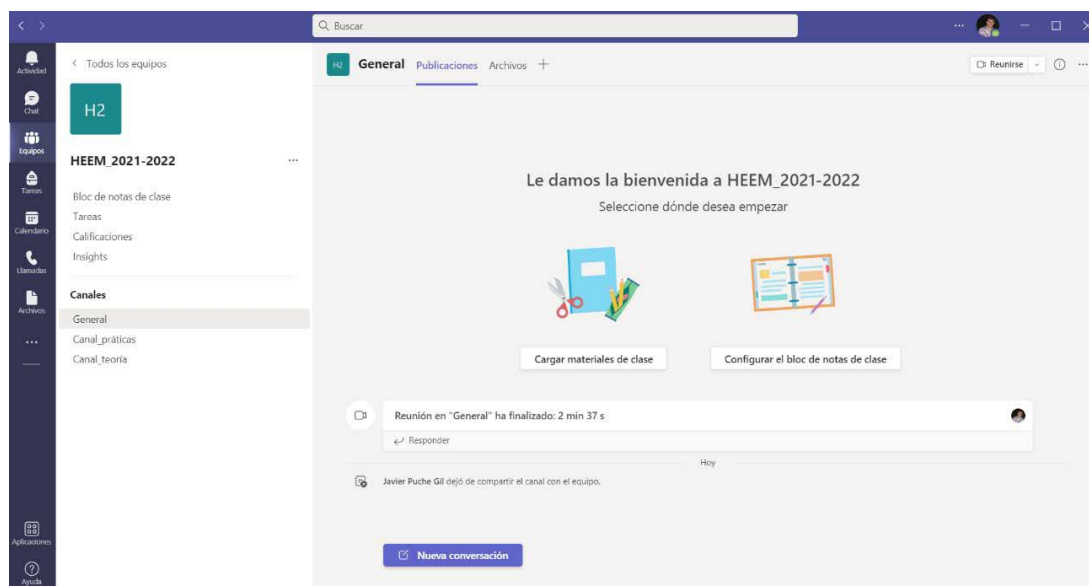 Buscar
Actividad
Chat
Equipos
Tareas
Calendario
Llamadas
Archivos
Aplicaciones
Ayuda
Todos los equipos
H2
HEEM_2021-2022
Bloc de notas de clase
Tareas
Calificaciones
Insights
Canales
General
Canal_práticas
Canal_teoría
H2 General Publicaciones Archivos
Reunirse
Le damos la bienvenida a HEEM_2021-2022
Seleccione dónde desea empezar
Cargar materiales de clase
Configurar el bloc de notas de clase
Reunión en "General" ha finalizado: 2 min 37 s
Responder
Hoy
Javier Puche Gil dejó de compartir el canal con el equipo.
Nueva conversación